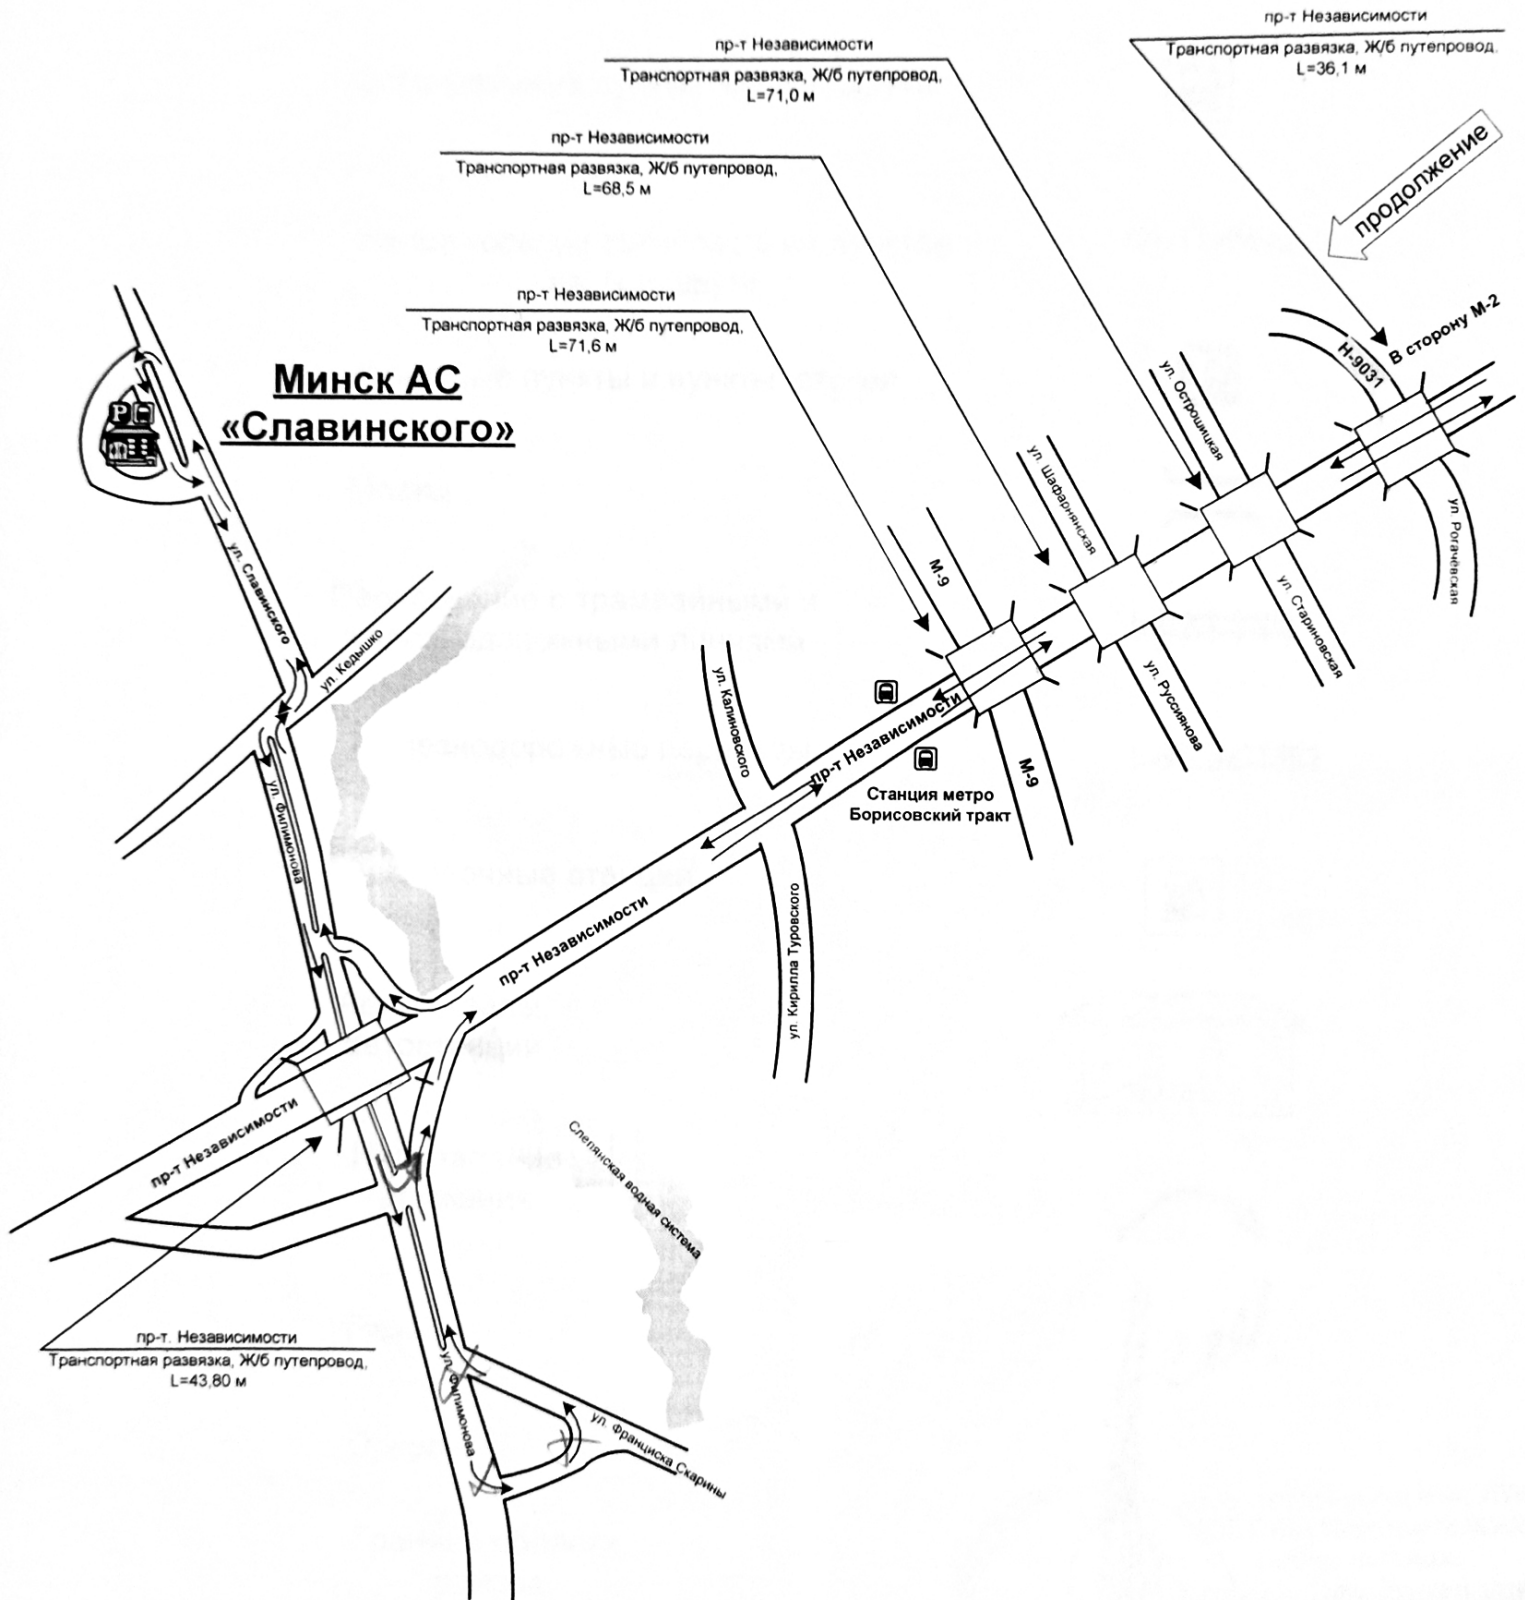 пр-т Независимости
Транспортная развязка, Ж/б путепровод,
L=36,1 м
пр-т Независимости
Транспортная развязка, Ж/б путепровод,
L=71,0 м
пр-т Независимости
Транспортная развязка, Ж/б путепровод,
L=68,5 м
продолжение
пр-т Независимости
Транспортная развязка, Ж/б путепровод,
L=71,6 м
В сторону М-2
Н-9031
ул. Острошицкая
Минск АС
«Славинского»
P
ул. Шафарнянская
ул. Рогачёвская
М-9
ул. Славинского
ул. Стариновская
ул. Кедышко
ул. Калиновского
ул. Руссиянова
пр-т Независимости
М-9
Станция метро
Борисовский тракт
ул. Филимонова
пр-т Независимости
ул. Кирилла Туровского
пр-т Независимости
Слепянская водная система
пр-т. Независимости
Транспортная развязка, Ж/б путепровод,
L=43,80 м
ул. Филимонова
ул. Франциска Скарины